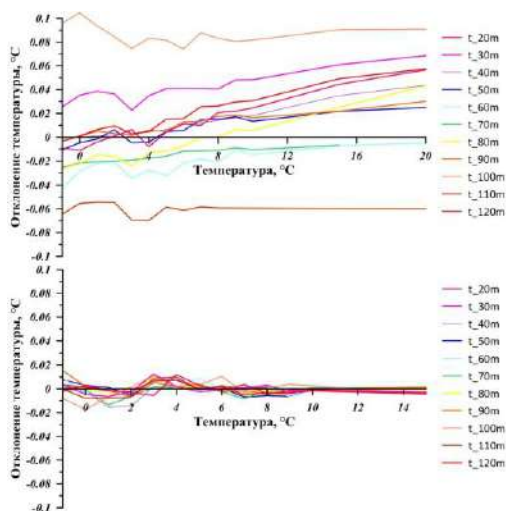 Отклонение температуры, °C
0.1
0.08
0.06
0.04
0.02
0
-0.02
-0.04
-0.06
-0.08
-0.1
0
4
8
12
16
20
Температура, °C
t_20m
t_30m
t_40m
t_50m
t_60m
t_70m
t_80m
t_90m
t_100m
t_110m
t_120m
Отклонение температуры, °C
0.1
0.08
0.06
0.04
0.02
0
-0.02
-0.04
-0.06
-0.08
-0.1
0
2
4
6
8
10
12
14
Температура, °C
t_20m
t_30m
t_40m
t_50m
t_60m
t_70m
t_80m
t_90m
t_100m
t_110m
t_120m